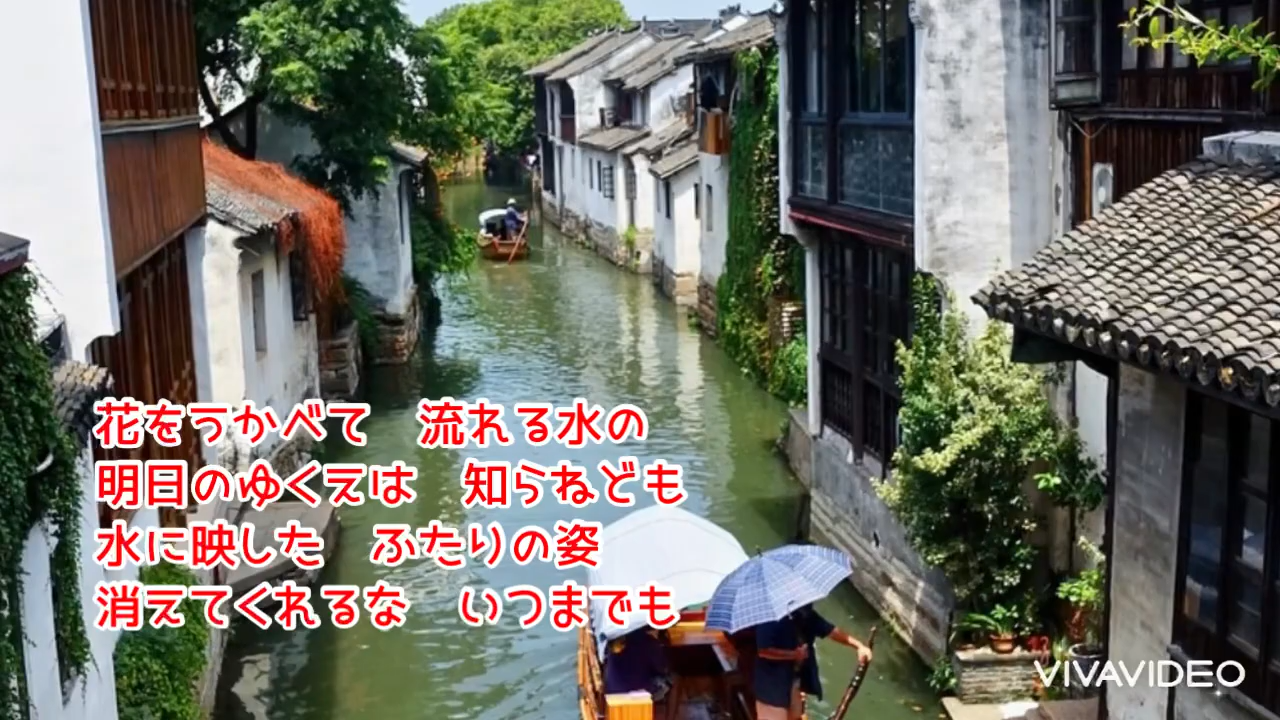 花をうかべて　流れる水の
明日のゆくえは　知らねども
水に映した　ふたりの姿
消えてくれるな　いつまでも
VIVAVIDEO